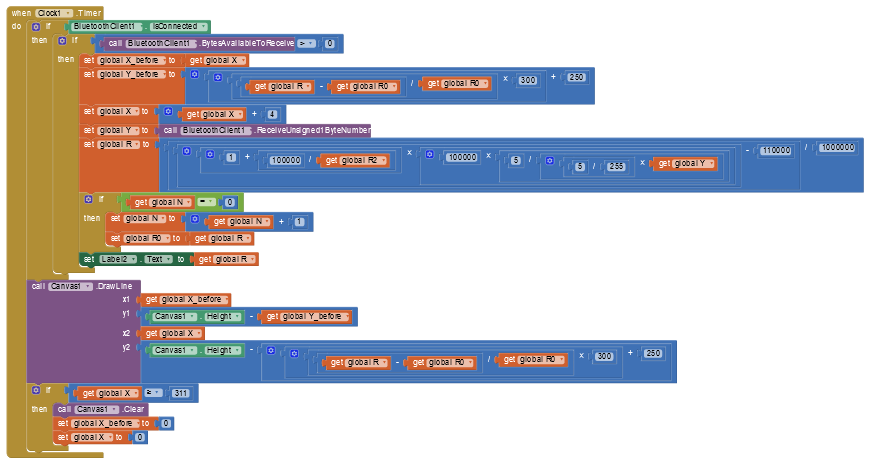 when Clock1 .Timer
do if BluetoothClient1 . IsConnected
then if call BluetoothClient1 .BytesAvailableToReceive > 0
then set global X_before to get global X
set global Y_before to get global R - get global R0 / get global R0 x 300 + 250
set global X to get global X + 4
set global Y to call BluetoothClient1 .ReceiveUnsigned1ByteNumber
set global R to 1 + 100000 / get global R2 x 100000 x 5 / 5 / 255 x get global Y - 110000 / 1000000
if get global N = 0
then set global N to get global N + 1
set global R0 to get global R
set Label2 . Text to get global R
call Canvas1 .DrawLine
x1 get global X_before
y1 Canvas1 . Height - get global Y_before
x2 get global X
y2 Canvas1 . Height - get global R - get global R0 / get global R0 x 300 + 250
if get global X ≥ 311
then call Canvas1 .Clear
set global X_before to 0
set global X to 0